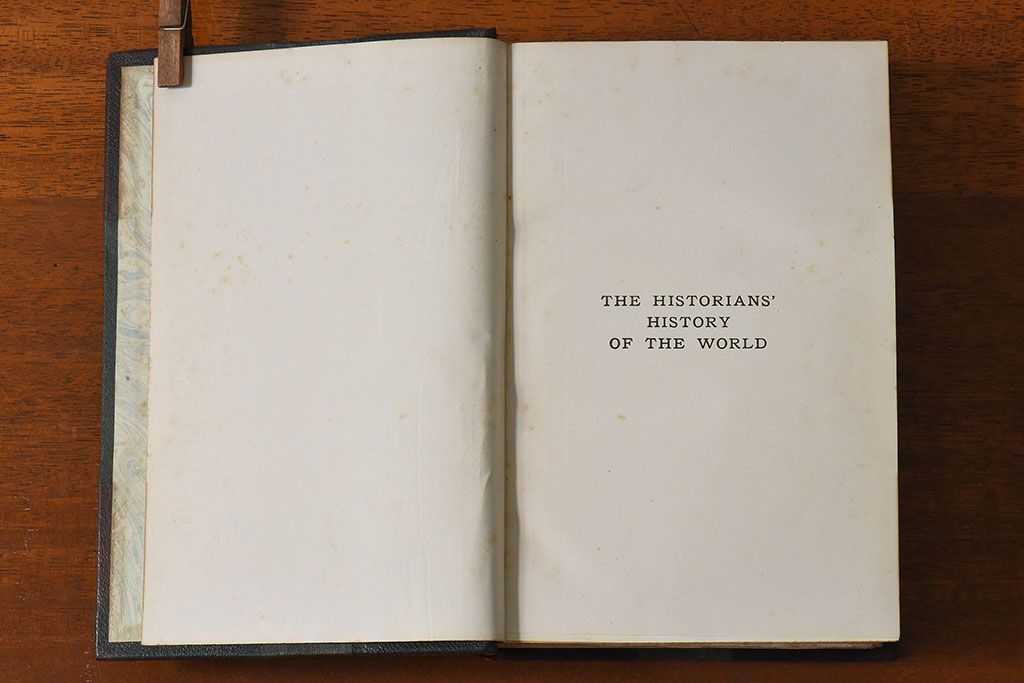 THE HISTORIANS'
HISTORY
OF THE WORLD